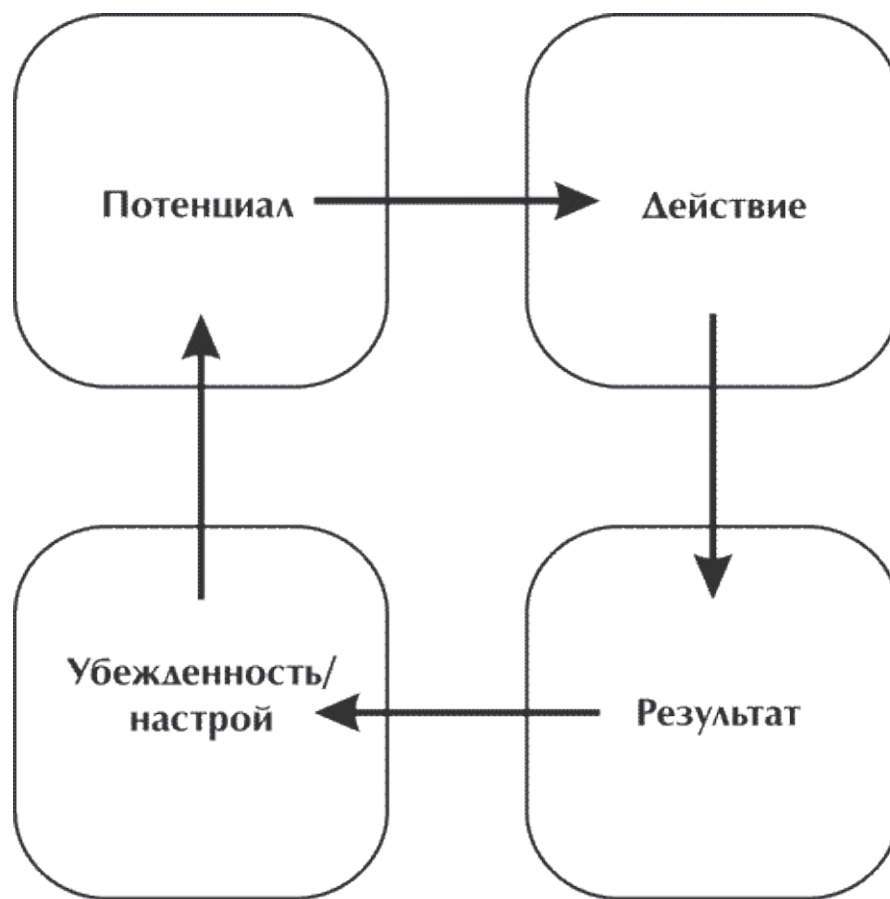 Потенциал
Действие
Убежденность/
настрой
Результат